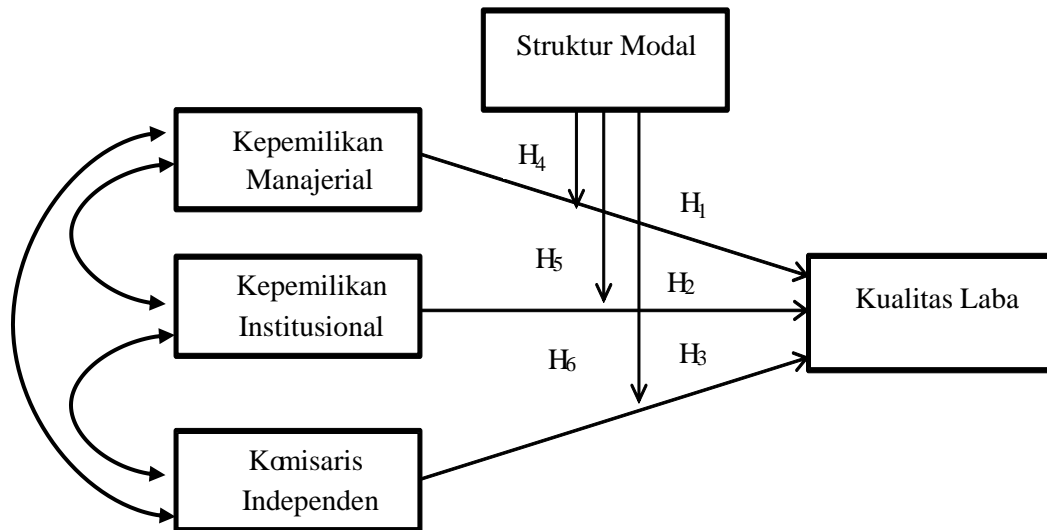 Struktur Modal
Kepemilikan
Manajerial
H4
H1
Kepemilikan
Institusional
H5
H2
Kualitas Laba
H6
H3
Komisaris
Independen